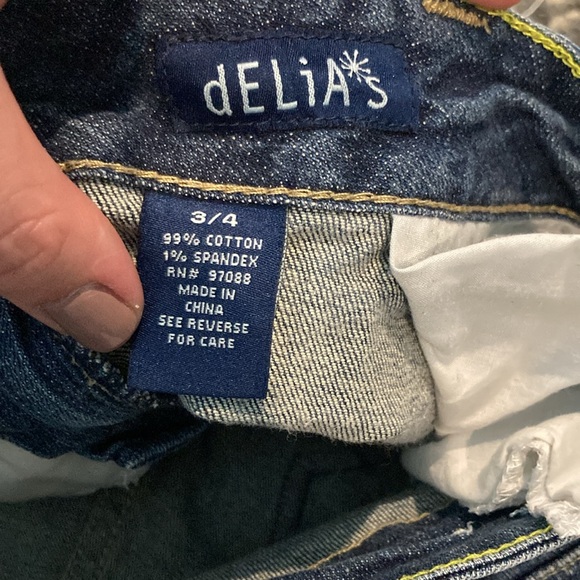 dELiA*s
3/4
99% COTTON
1% SPANDEX
RN# 97088
MADE IN
CHINA
SEE REVERSE
FOR CARE